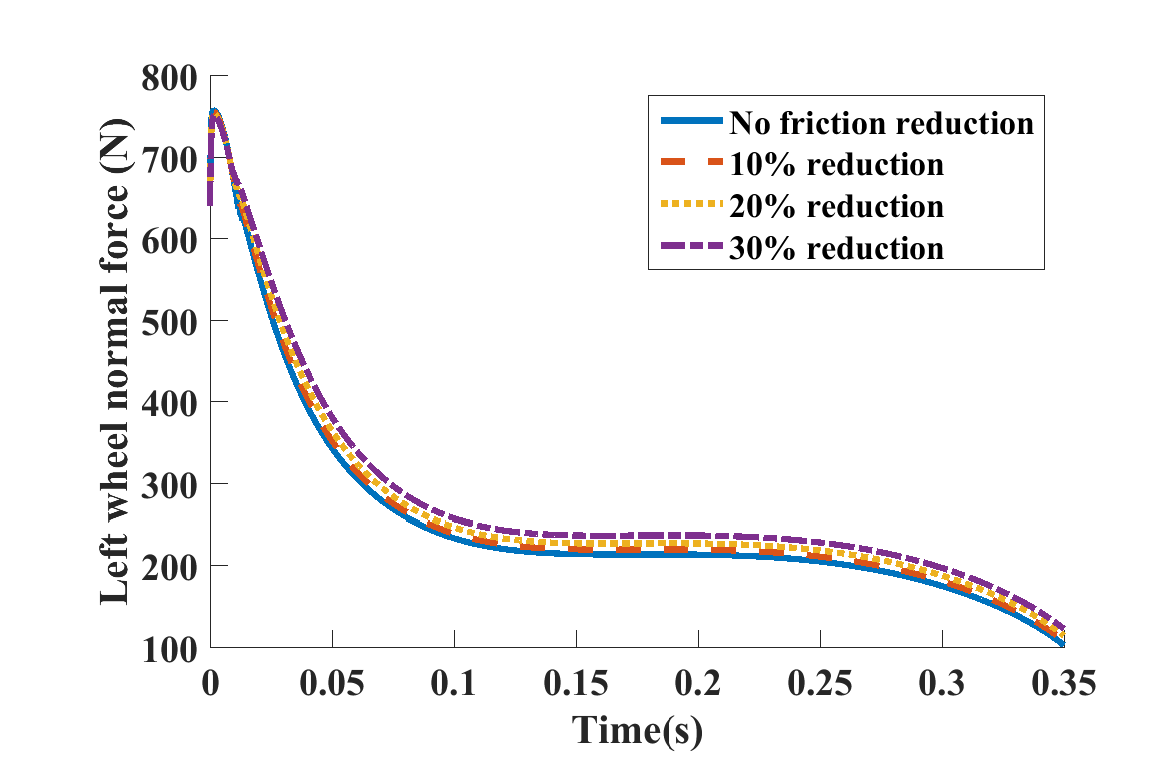 Left wheel normal force (N)
800
700
600
500
400
300
200
100
No friction reduction
10% reduction
20% reduction
30% reduction
0 0.05 0.1 0.15 0.2 0.25 0.3 0.35
Time(s)